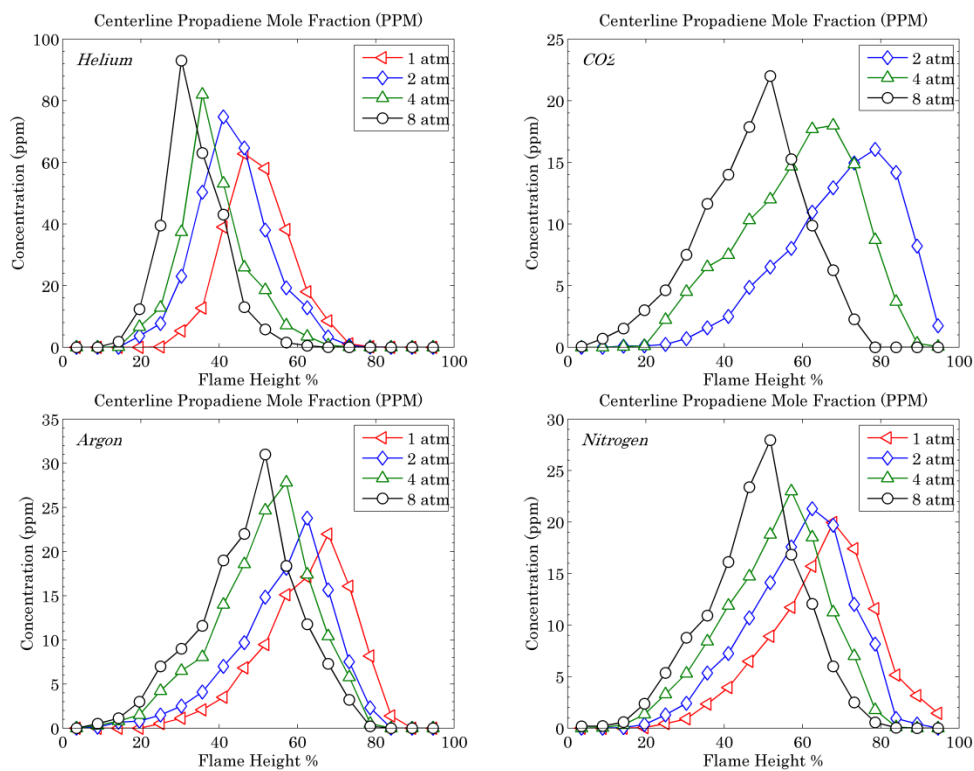 Centerline Propadiene Mole Fraction (PPM)
100
80
60
40
20
0
Helium
1 atm
2 atm
4 atm
8 atm
0 20 40 60 80 100
Flame Height %
Concentration (ppm)
Centerline Propadiene Mole Fraction (PPM)
25
20
15
10
5
0
CO2
2 atm
4 atm
8 atm
0 20 40 60 80 100
Flame Height %
Concentration (ppm)
Centerline Propadiene Mole Fraction (PPM)
35
30
25
20
15
10
5
0
Argon
1 atm
2 atm
4 atm
8 atm
0 20 40 60 80 100
Flame Height %
Concentration (ppm)
Centerline Propadiene Mole Fraction (PPM)
30
25
20
15
10
5
0
Nitrogen
1 atm
2 atm
4 atm
8 atm
0 20 40 60 80 100
Flame Height %
Concentration (ppm)